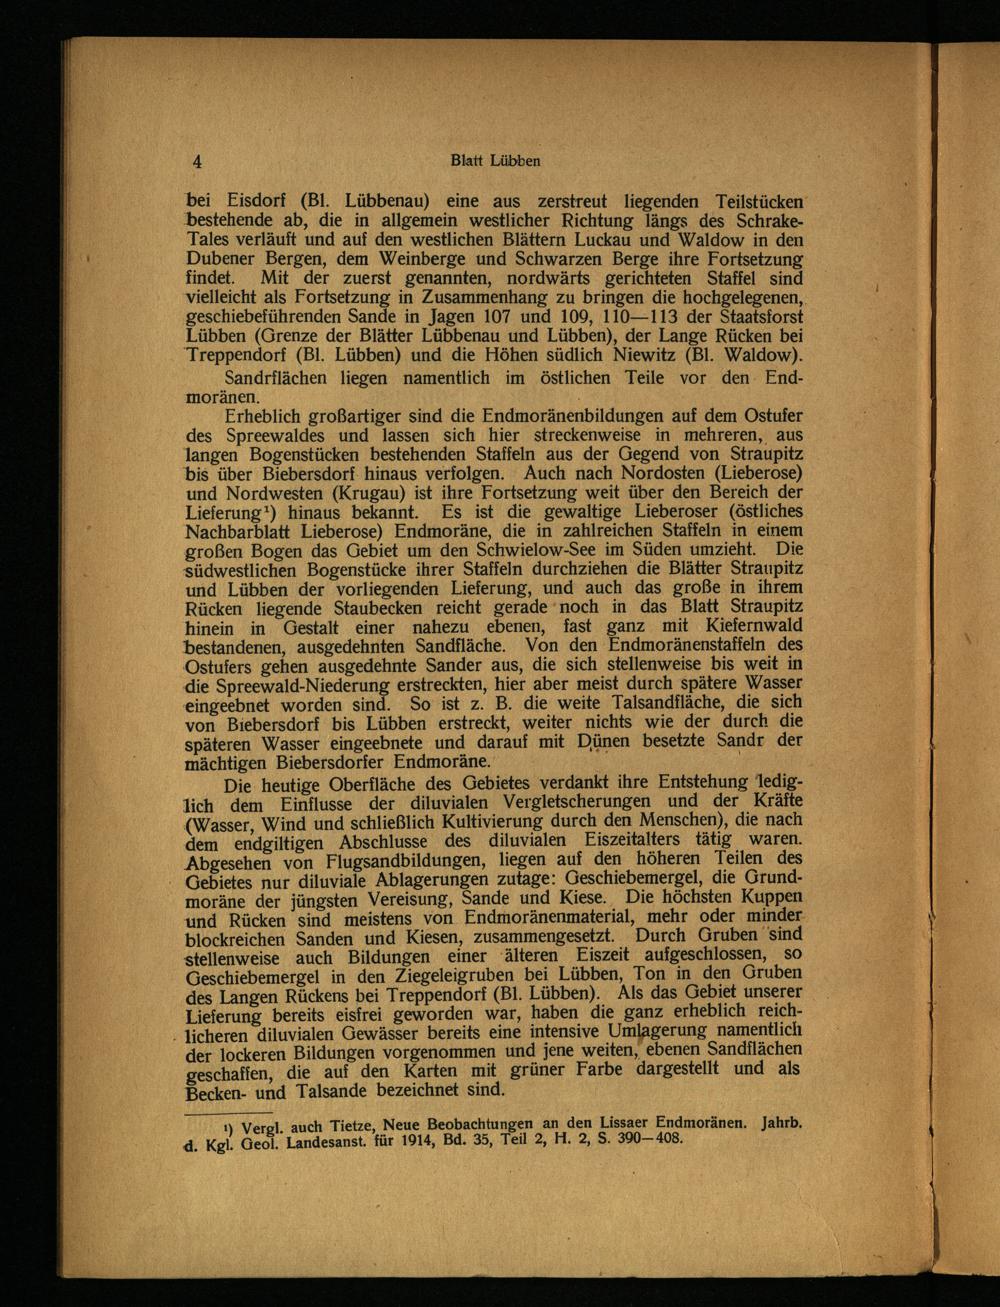 4
Blatt Lübben
bei Eisdorf (Bl. Lübbenau) eine aus zerstreut liegenden Teilstücken
bestehende ab, die in allgemein westlicher Richtung längs des Schrake-
Tales verläuft und auf den westlichen Blättern Luckau und Waldow in den
Dubener Bergen, dem Weinberge und Schwarzen Berge ihre Fortsetzung
findet. Mit der zuerst genannten, nordwärts gerichteten Staffel sind
vielleicht als Fortsetzung in Zusammenhang zu bringen die hochgelegenen,
geschiebeführenden Sande in Jagen 107 und 109, 110—113 der Staatsforst
Lübben (Grenze der Blätter Lübbenau und Lübben), der Lange Rücken bei
Treppendorf (Bl. Lübben) und die Höhen südlich Niewitz (Bl. Waldow).
Sandrflächen liegen namentlich im östlichen Teile vor den End-
moränen.
Erheblich großartiger sind die Endmoränenbildungen auf dem Ostufer
des Spreewaldes und lassen sich hier streckenweise in mehreren, aus
langen Bogenstücken bestehenden Staffeln aus der Gegend von Straupitz
bis über Biebersdorf hinaus verfolgen. Auch nach Nordosten (Lieberose)
und Nordwesten (Krugau) ist ihre Fortsetzung weit über den Bereich der
Lieferung¹) hinaus bekannt. Es ist die gewaltige Lieberoser (östliches
Nachbarblatt Lieberose) Endmoräne, die in zahlreichen Staffeln in einem
großen Bogen das Gebiet um den Schwielow-See im Süden umzieht. Die
südwestlichen Bogenstücke ihrer Staffeln durchziehen die Blätter Straupitz
und Lübben der vorliegenden Lieferung, und auch das große in ihrem
Rücken liegende Staubecken reicht gerade noch in das Blatt Straupitz
hinein in Gestalt einer nahezu ebenen, fast ganz mit Kiefernwald
bestandenen, ausgedehnten Sandfläche. Von den Endmoränenstaffeln des
Ostufers gehen ausgedehnte Sander aus, die sich stellenweise bis weit in
die Spreewald-Niederung erstreckten, hier aber meist durch spätere Wasser
eingeebnet worden sind. So ist z. B. die weite Talsandfläche, die sich
von Biebersdorf bis Lübben erstreckt, weiter nichts wie der durch die
späteren Wasser eingeebnete und darauf mit Dünen besetzte Sandr der
mächtigen Biebersdorfer Endmoräne.
Die heutige Oberfläche des Gebietes verdankt ihre Entstehung ledig-
lich dem Einflusse der diluvialen Vergletscherungen und der Kräfte
(Wasser, Wind und schließlich Kultivierung durch den Menschen), die nach
dem endgiltigen Abschlusse des diluvialen Eiszeitalters tätig waren.
Abgesehen von Flugsandbildungen, liegen auf den höheren Teilen des
Gebietes nur diluviale Ablagerungen zutage: Geschiebemergel, die Grund-
moräne der jüngsten Vereisung, Sande und Kiese. Die höchsten Kuppen
und Rücken sind meistens von Endmoränenmaterial, mehr oder minder
blockreichen Sanden und Kiesen, zusammengesetzt. Durch Gruben sind
stellenweise auch Bildungen einer älteren Eiszeit aufgeschlossen, so
Geschiebemergel in den Ziegeleigruben bei Lübben, Ton in den Gruben
des Langen Rückens bei Treppendorf (Bl. Lübben). Als das Gebiet unserer
Lieferung bereits eisfrei geworden war, haben die ganz erheblich reich-
licheren diluvialen Gewässer bereits eine intensive Umlagerung namentlich
der lockeren Bildungen vorgenommen und jene weiten, ebenen Sandflächen
geschaffen, die auf den Karten mit grüner Farbe dargestellt und als
Becken- und Talsande bezeichnet sind.
¹) Vergl. auch Tietze, Neue Beobachtungen an den Lissaer Endmoränen. Jahrb.
d. Kgl. Geol. Landesanst. für 1914, Bd. 35, Teil 2, H. 2, S. 390—408.